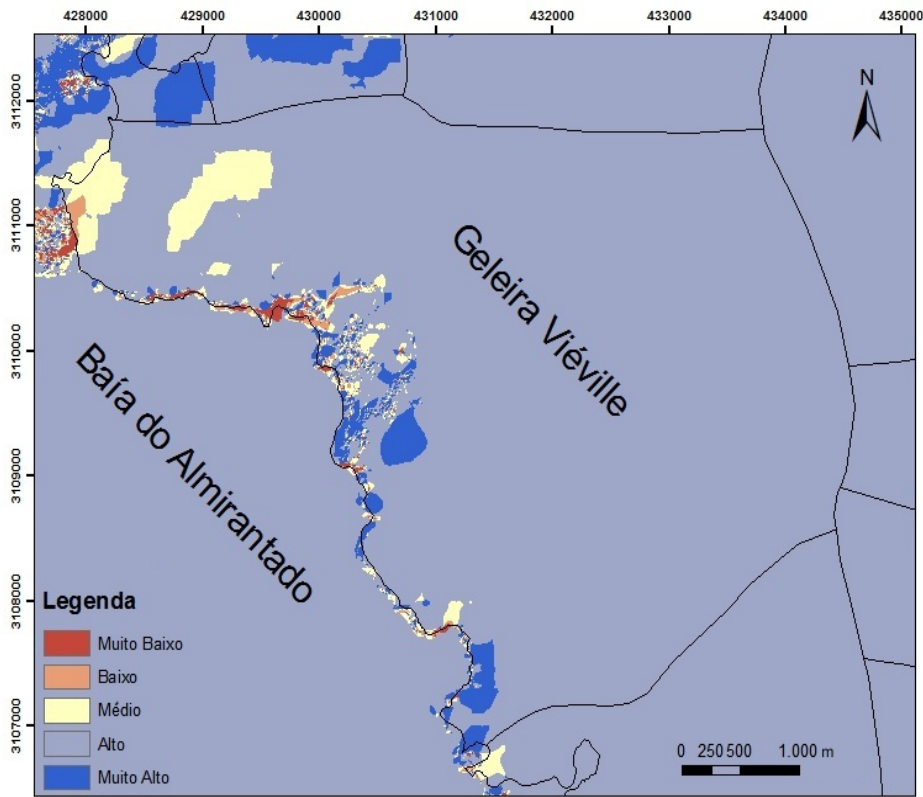 428000 429000 430000 431000 432000 433000 434000 435000
3112000
3111000
3110000
3109000
3108000
3107000
N
Geleira Viéville
Baía do Almirantado
Legenda
Muito Baixo
Baixo
Médio
Alto
Muito Alto
0 250 500 1.000 m